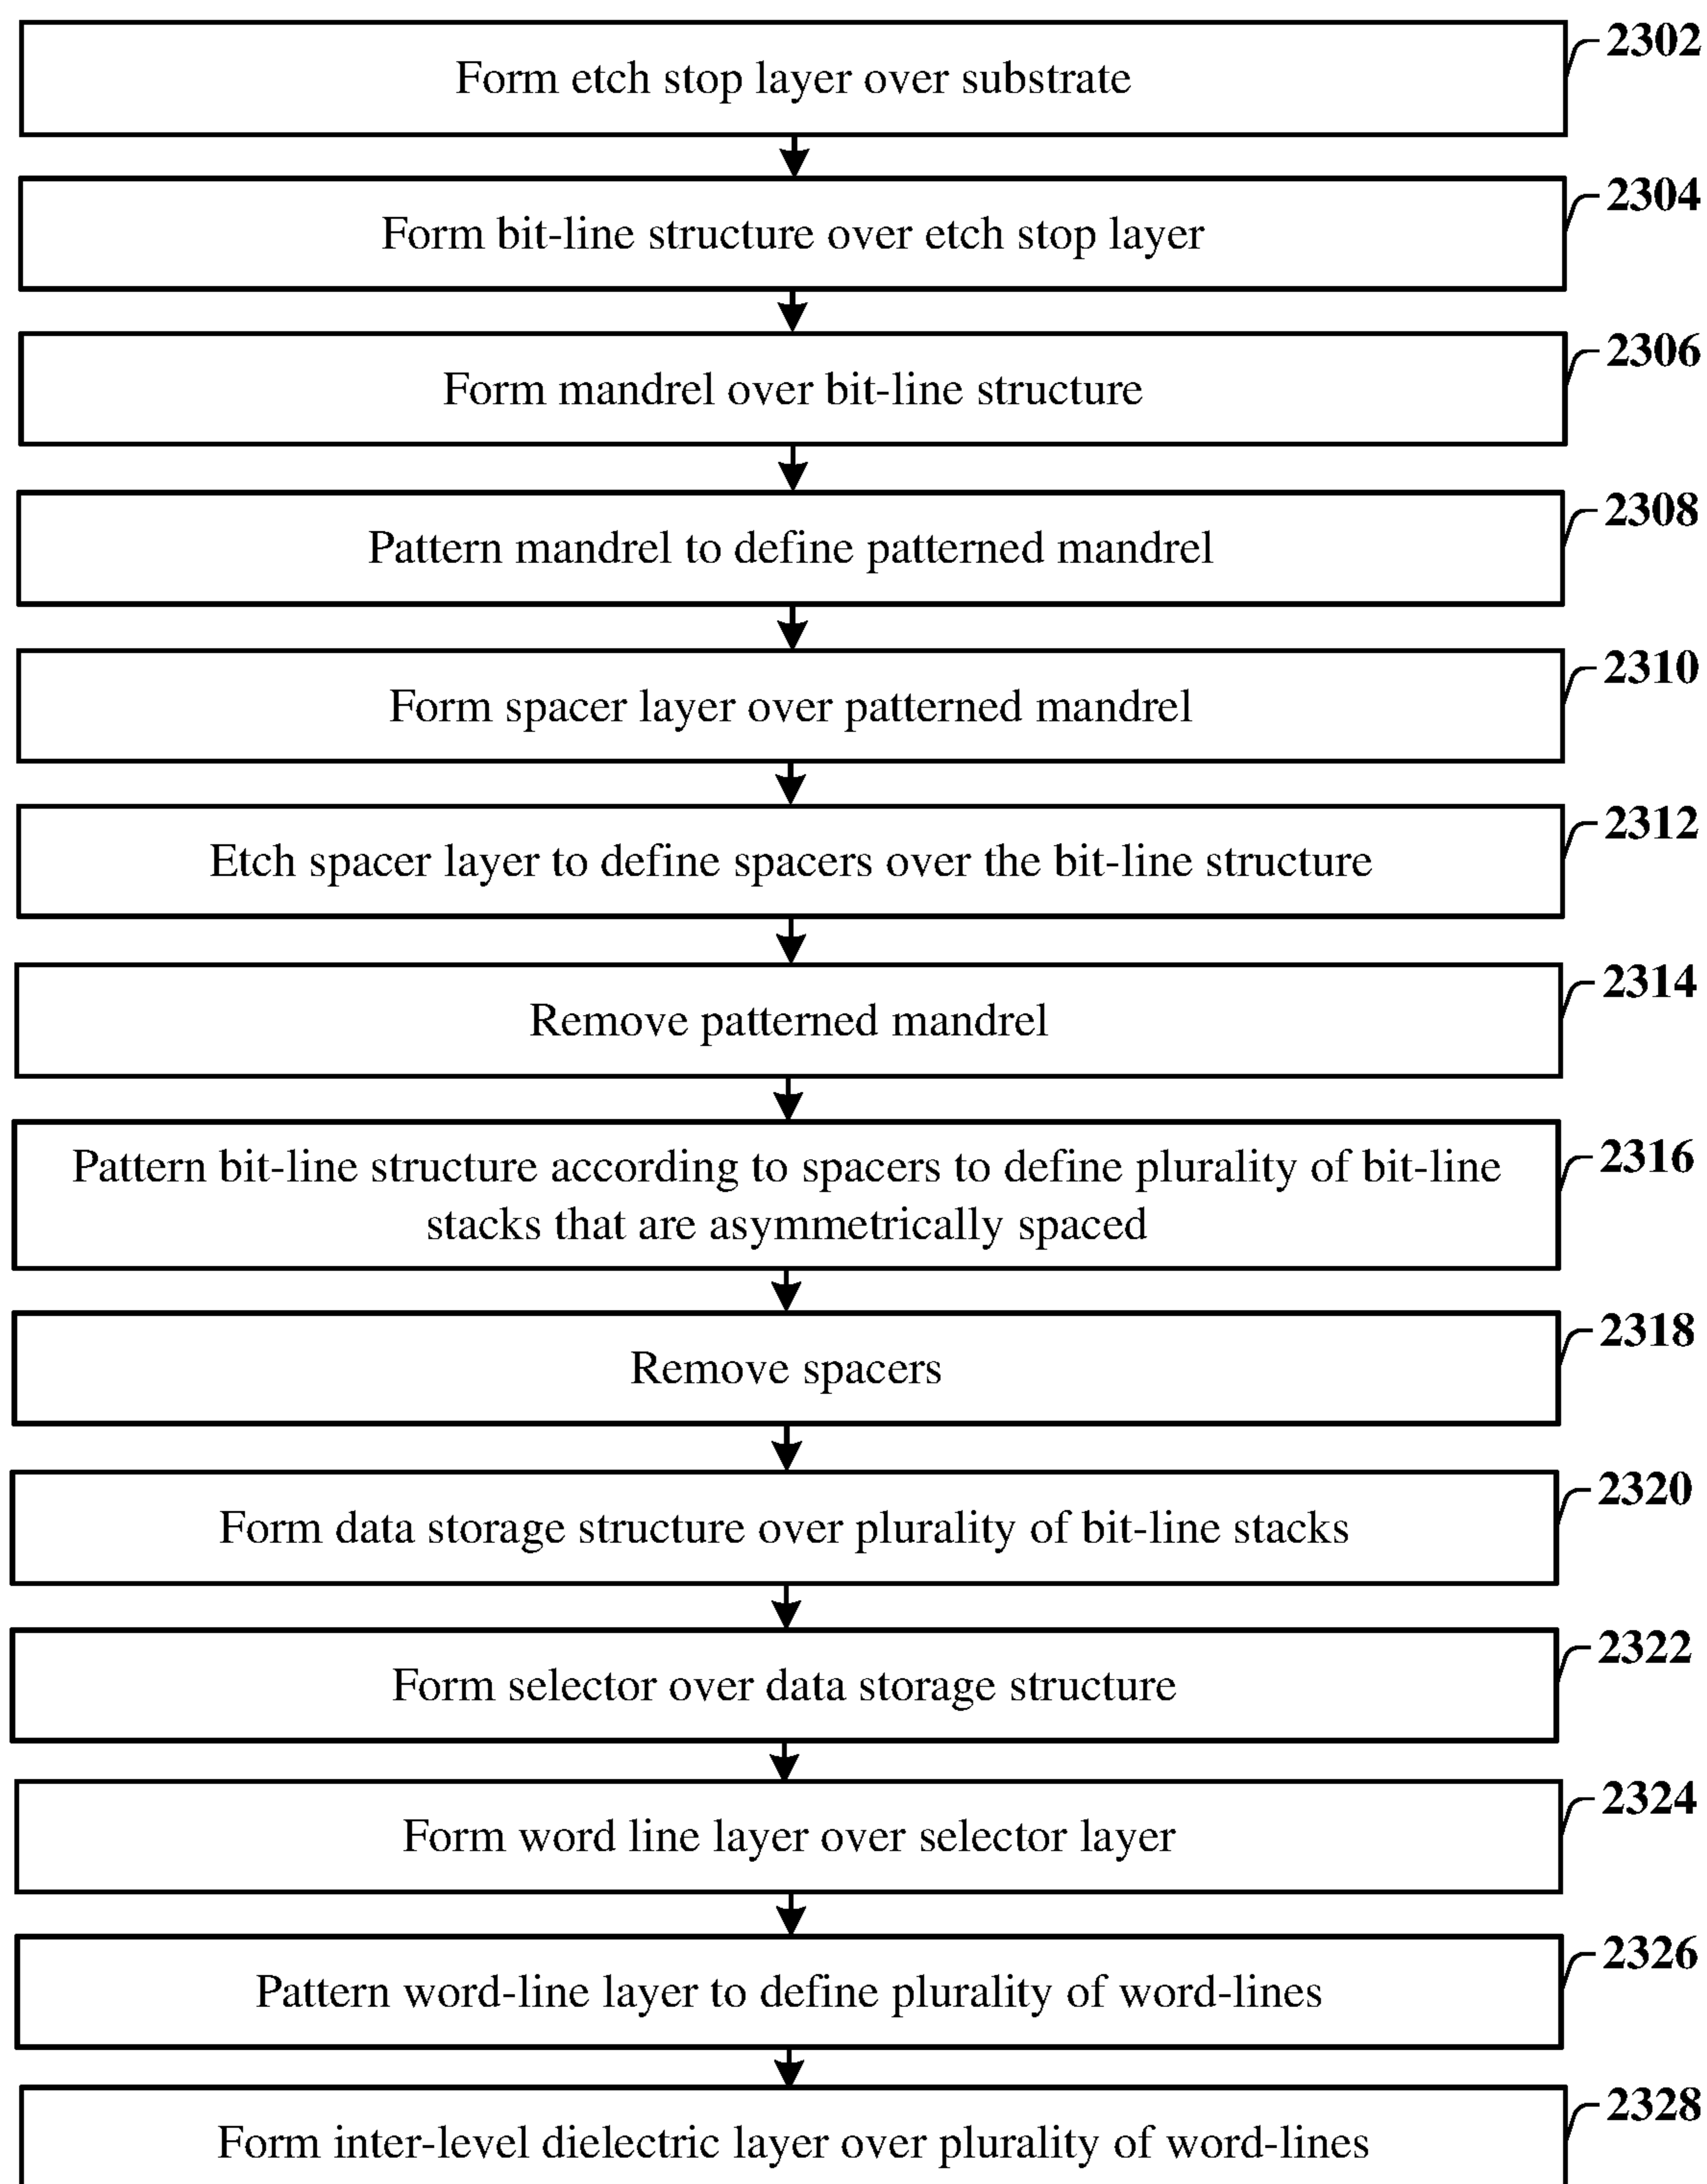 2302
Form etch stop layer over substrate
2304
Form bit-line structure over etch stop layer
2306
Form mandrel over bit-line structure
2308
Pattern mandrel to define patterned mandrel
2310
Form spacer layer over patterned mandrel
2312
Etch spacer layer to define spacers over the bit-line structure
2314
Remove patterned mandrel
2316
Pattern bit-line structure according to spacers to define plurality of bit-line
stacks that are asymmetrically spaced
2318
Remove spacers
2320
Form data storage structure over plurality of bit-line stacks
2322
Form selector over data storage structure
2324
Form word line layer over selector layer
2326
Pattern word-line layer to define plurality of word-lines
2328
Form inter-level dielectric layer over plurality of word-lines